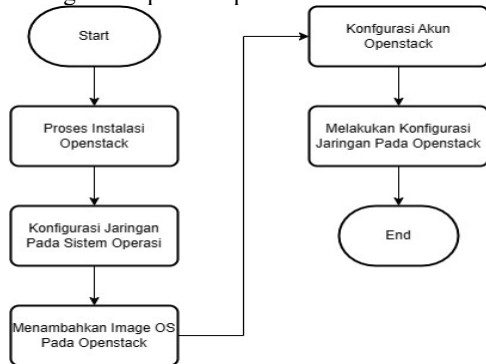 Start
Proses Instalasi
Openstack
Konfigurasi Jaringan
Pada Sistem Operasi
Menambahkan Image OS
Pada Openstack
Konfgurasi Akun
Openstack
Melakukan Konfigurasi
Jaringan Pada Openstack
End